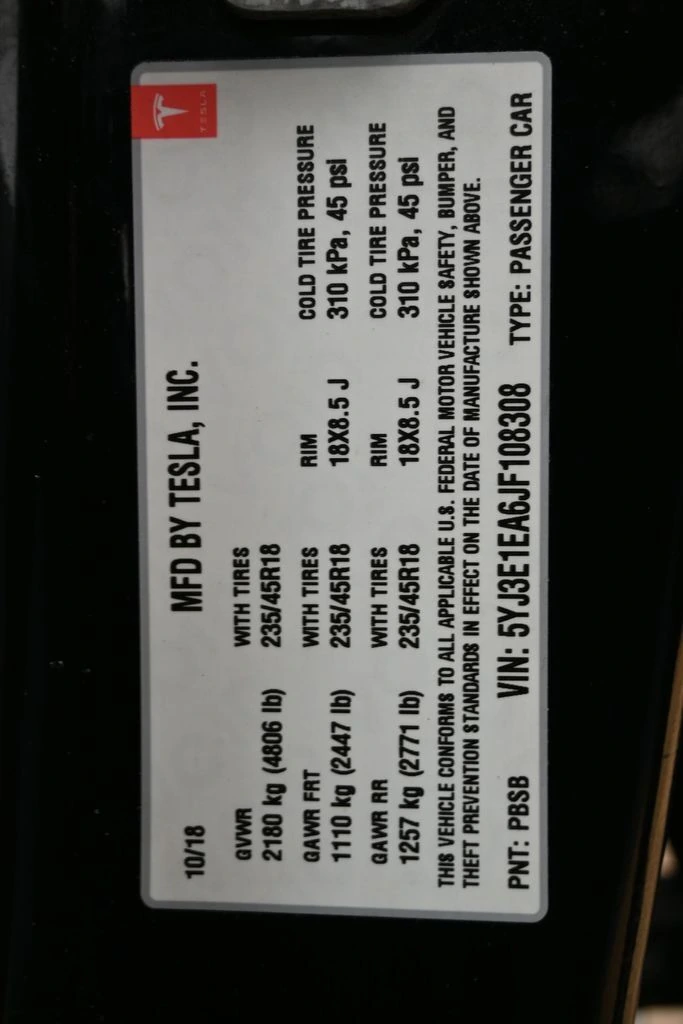 TESLA
10/18 MFD BY TESLA, INC.
GVWR WITH TIRES
2180 kg (4806 lb) 235/45R18
GAWR FRT WITH TIRES RIM COLD TIRE PRESSURE
1110 kg (2447 lb) 235/45R18 18X8.5 J 310 kPa, 45 psi
GAWR RR WITH TIRES RIM COLD TIRE PRESSURE
1257 kg (2771 lb) 235/45R18 18X8.5 J 310 kPa, 45 psi
THIS VEHICLE CONFORMS TO ALL APPLICABLE U.S. FEDERAL MOTOR VEHICLE SAFETY, BUMPER, AND
THEFT PREVENTION STANDARDS IN EFFECT ON THE DATE OF MANUFACTURE SHOWN ABOVE.
PNT: PBSB VIN: 5YJ3E1EA6JF108308 TYPE: PASSENGER CAR